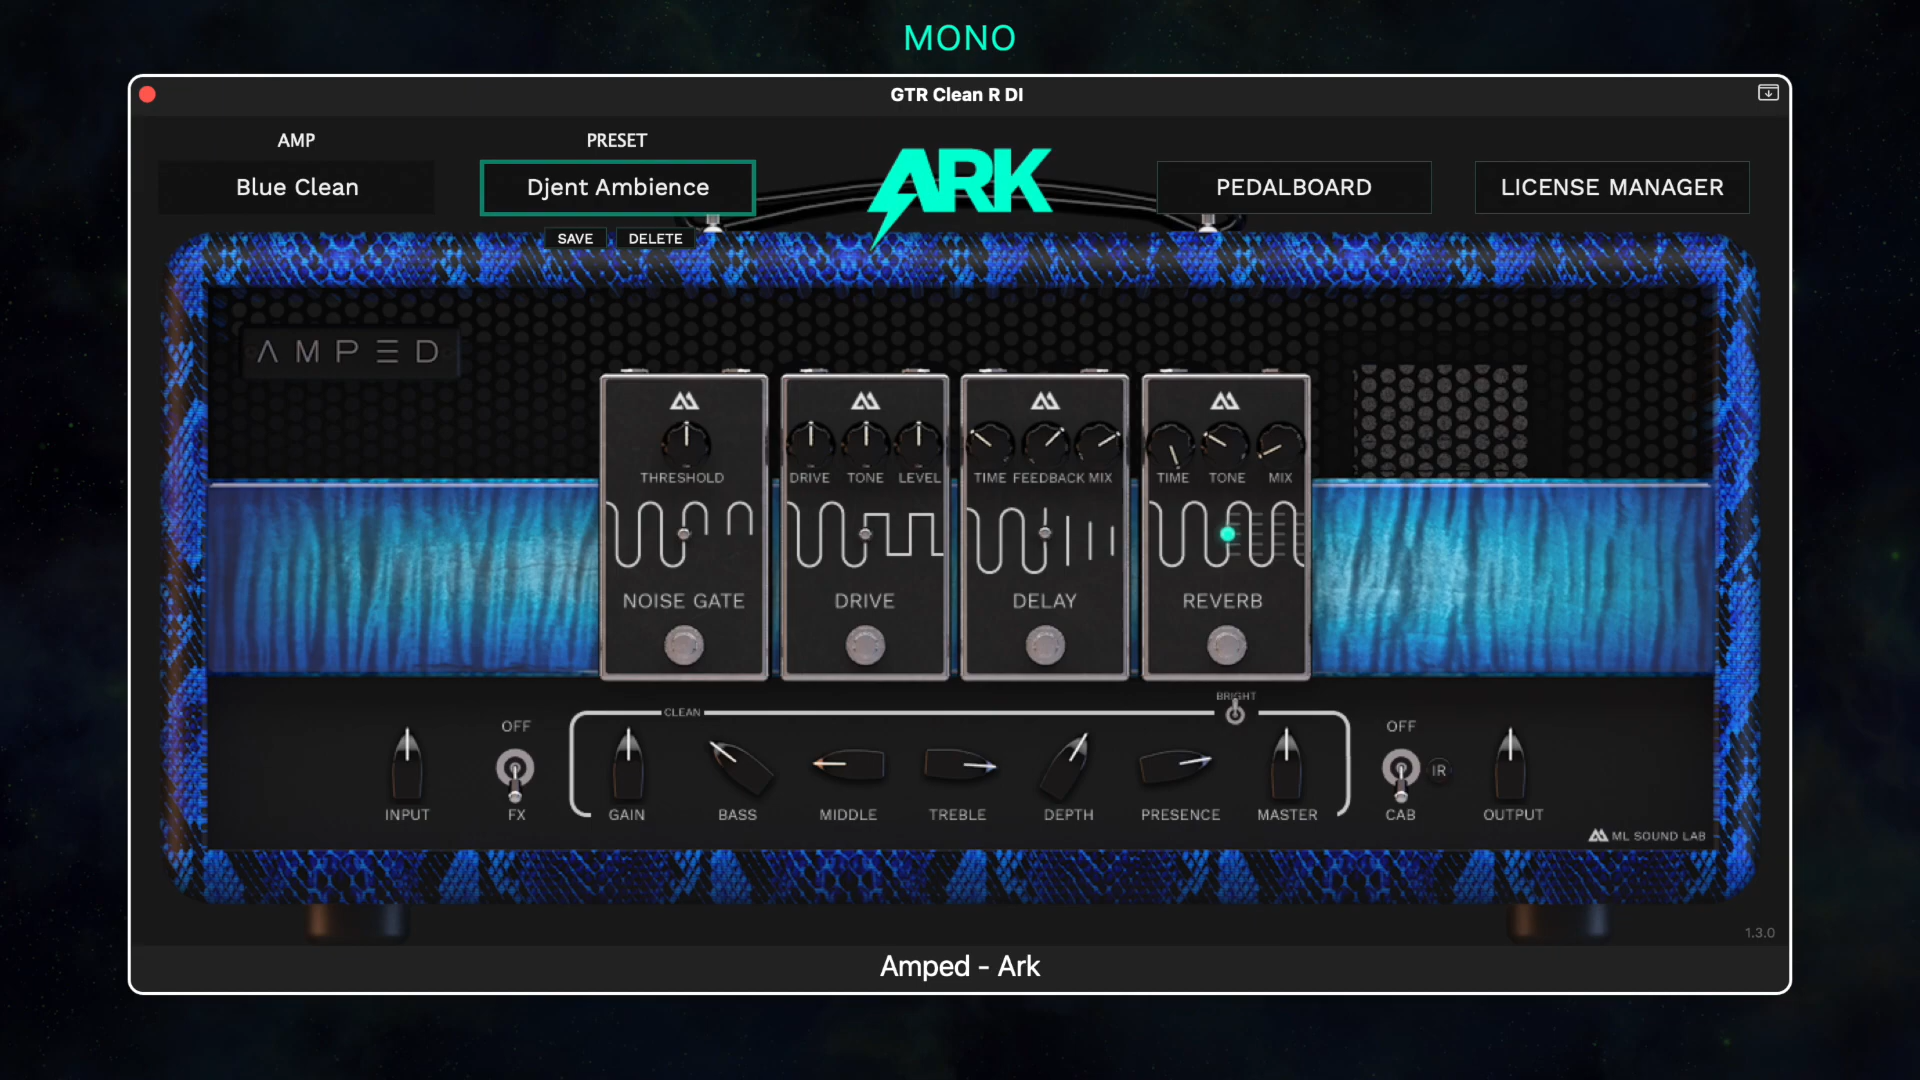 MONO
GTR Clean R DI
AMP
PRESET
Blue Clean
Djent Ambience
ARK
PEDALBOARD
LICENSE MANAGER
SAVE
DELETE
AMPED
THRESHOLD
DRIVE TONE LEVEL
TIME FEEDBACK MIX
TIME TONE MIX
NOISE GATE
DRIVE
DELAY
REVERB
BRIGHT
CLEAN
OFF
OFF
IR
INPUT
FX
GAIN
BASS
MIDDLE
TREBLE
DEPTH
PRESENCE
MASTER
CAB
OUTPUT
ML SOUND LAB
1.3.0
Amped - Ark